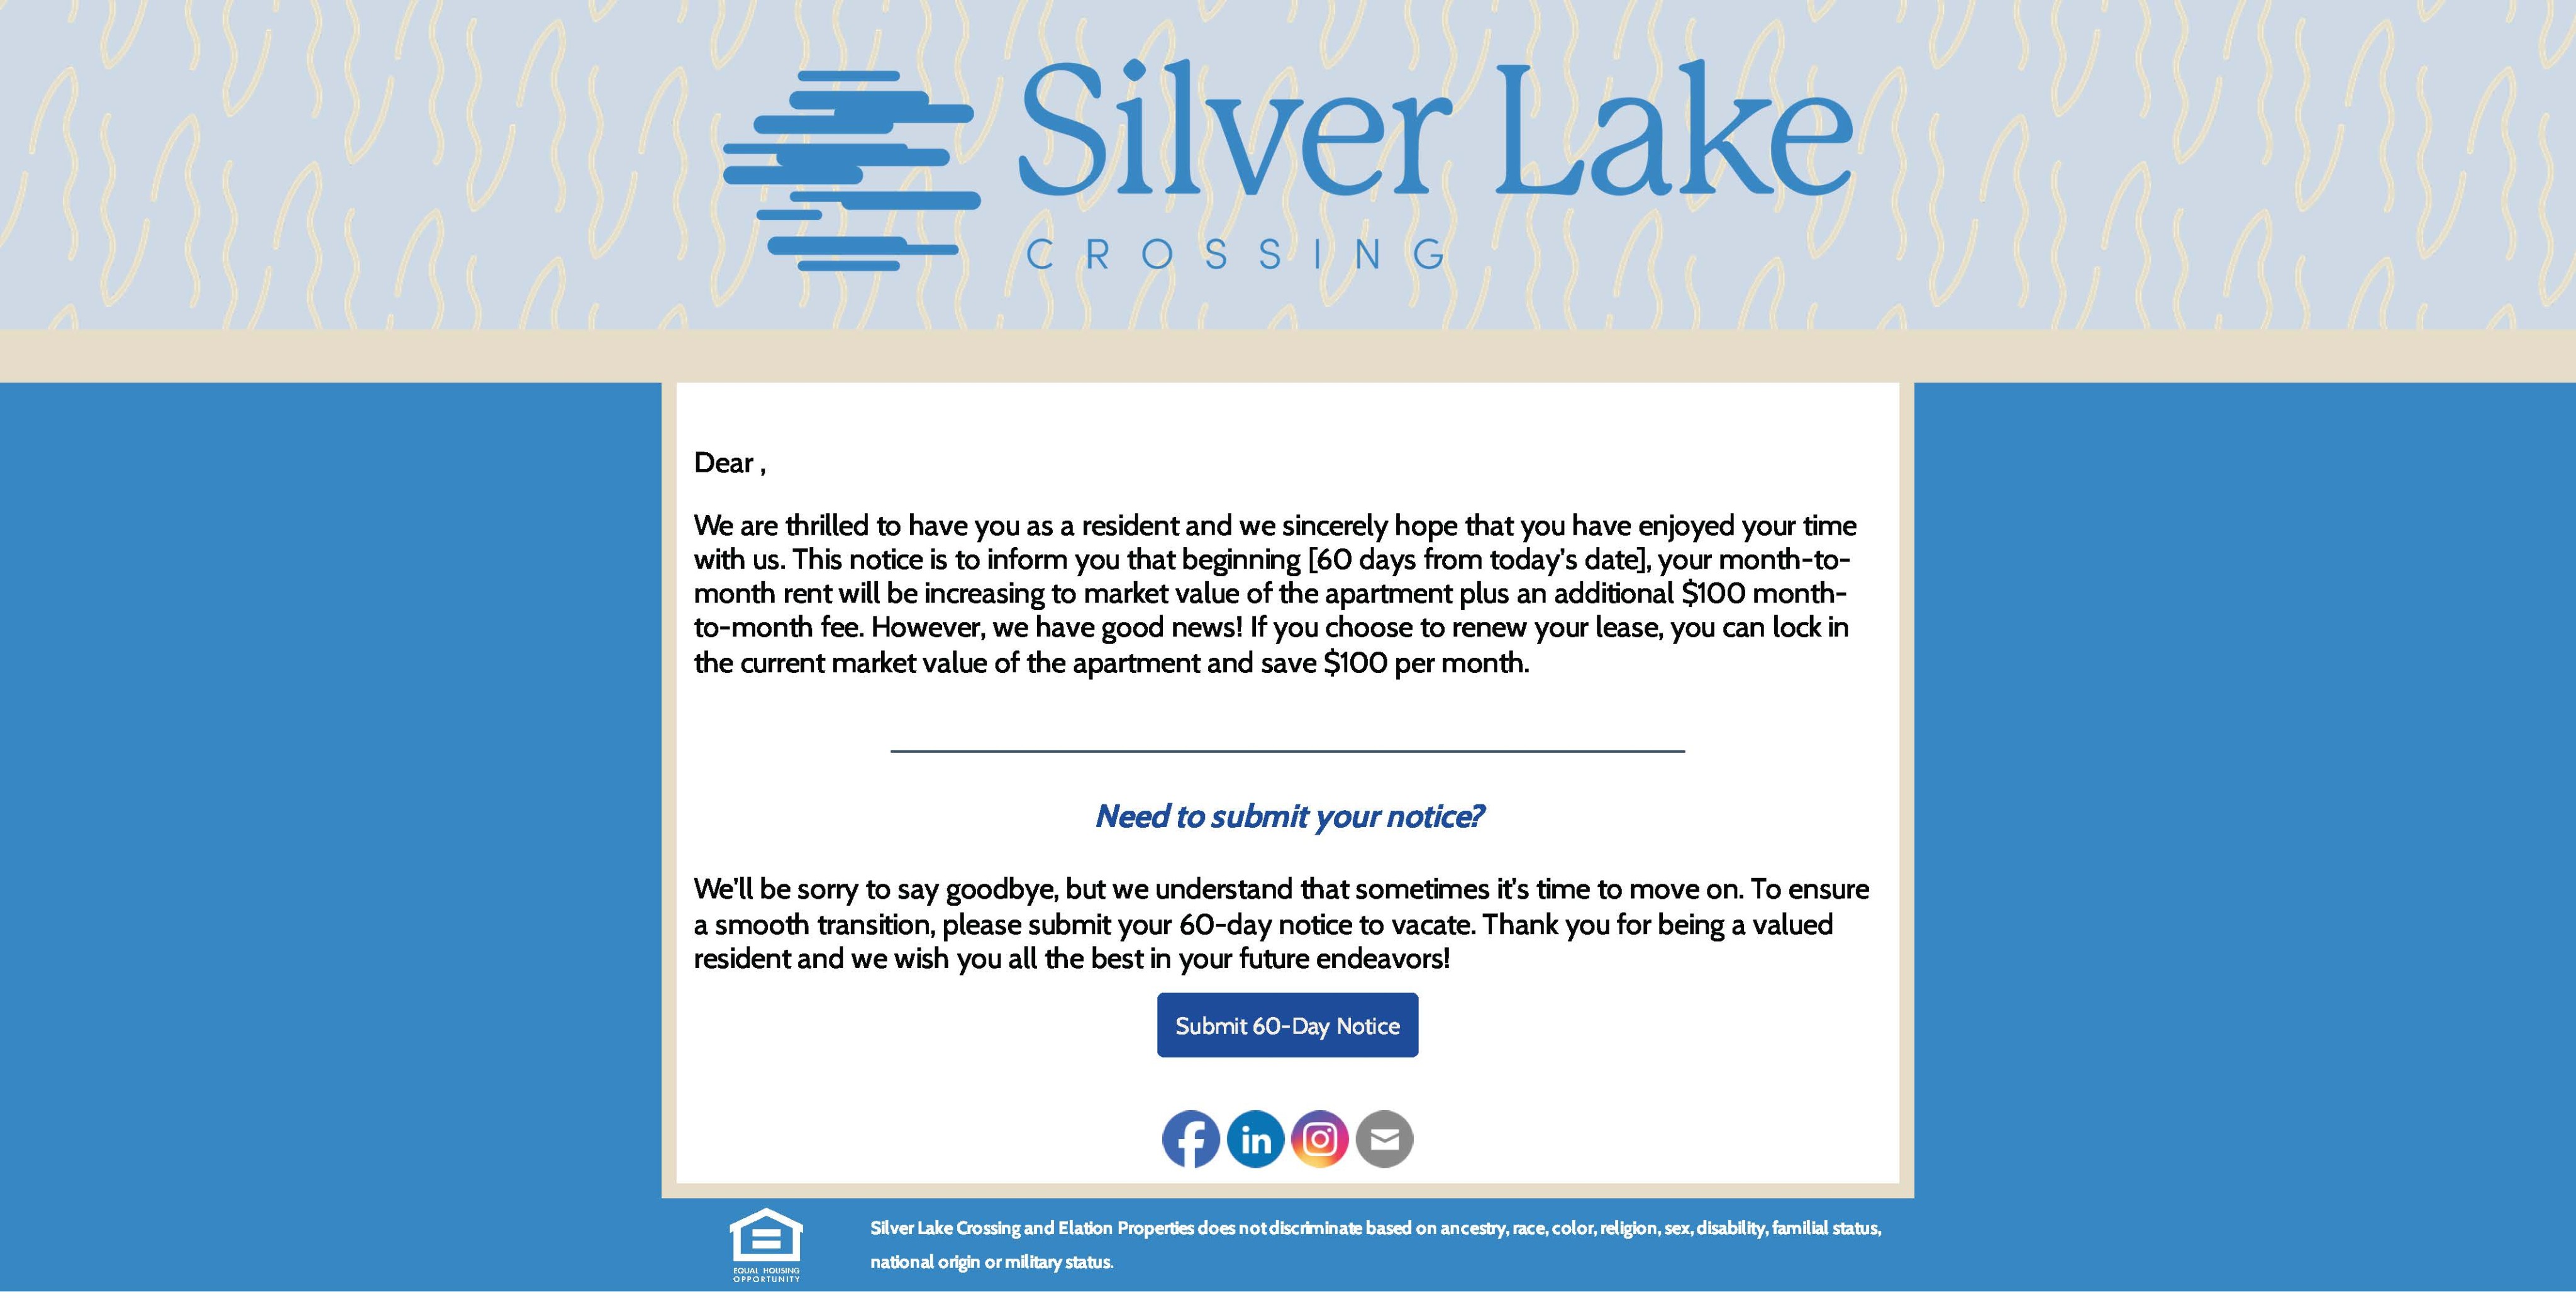 Silver Lake
CROSSING
Dear ,
We are thrilled to have you as a resident and we sincerely hope that you have enjoyed your time
with us. This notice is to inform you that beginning [60 days from today's date], your month-to-
month rent will be increasing to market value of the apartment plus an additional $100 month-
to-month fee. However, we have good news! If you choose to renew your lease, you can lock in
the current market value of the apartment and save $100 per month.
Need to submit your notice?
We'll be sorry to say goodbye, but we understand that sometimes it's time to move on. To ensure
a smooth transition, please submit your 60-day notice to vacate. Thank you for being a valued
resident and we wish you all the best in your future endeavors!
Submit 60-Day Notice
in
Silver Lake Crossing and Elation Properties does not discriminate based on ancestry, race, color, religion, sex, disability, familial status,
national origin or military status.
EQUAL HOUSING
OPPORTUNITY